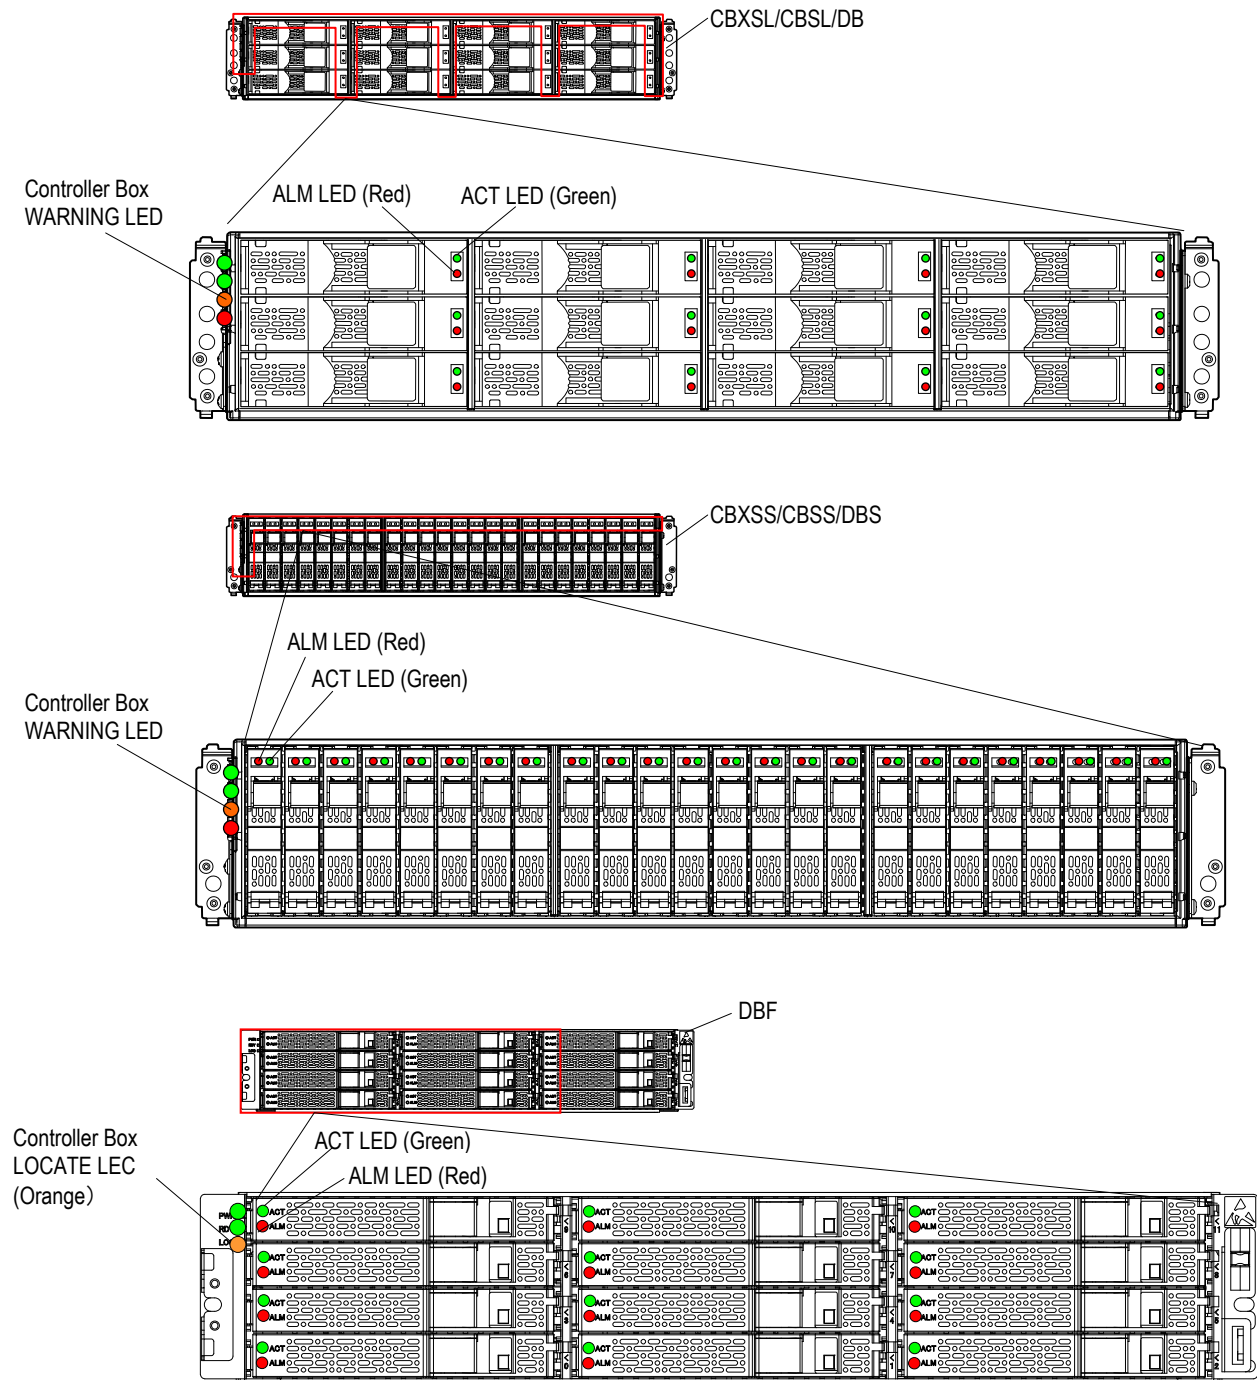 CBXSL/CBSL/DB
Controller Box
WARNING LED
ALM LED (Red)
ACT LED (Green)
CBXSS/CBSS/DBS
ALM LED (Red)
ACT LED (Green)
Controller Box
WARNING LED
DBF
Controller Box
LOCATE LEC
(Orange）
ACT LED (Green)
ALM LED (Red)
ACT
ALM
ACT
ALM
ACT
ALM
ACT
ALM
ACT
ALM
ACT
ALM
ACT
ALM
ACT
ALM
ACT
ALM
ACT
ALM
ACT
ALM
ACT
ALM